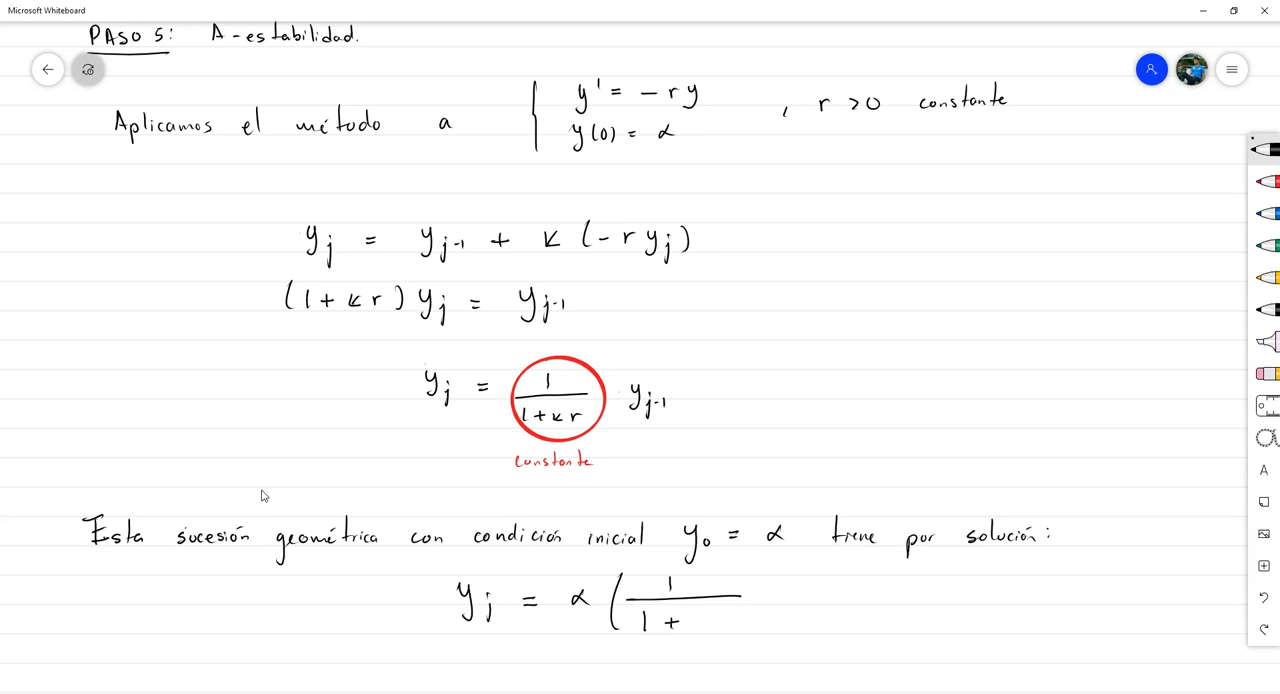 Microsoft Whiteboard
PASO 5: A-estabilidad.
Aplicamos el método a { y' = -ry , r > 0 constante
y(0) = α
y_j = y_{j-1} + k (-r y_j)
(1 + k r) y_j = y_{j-1}
y_j = 1/(1 + k r) y_{j-1}
constante
Esta sucesión geométrica con condición inicial y_0 = α tiene por solución:
y_j = α ( 1/(1 +
A